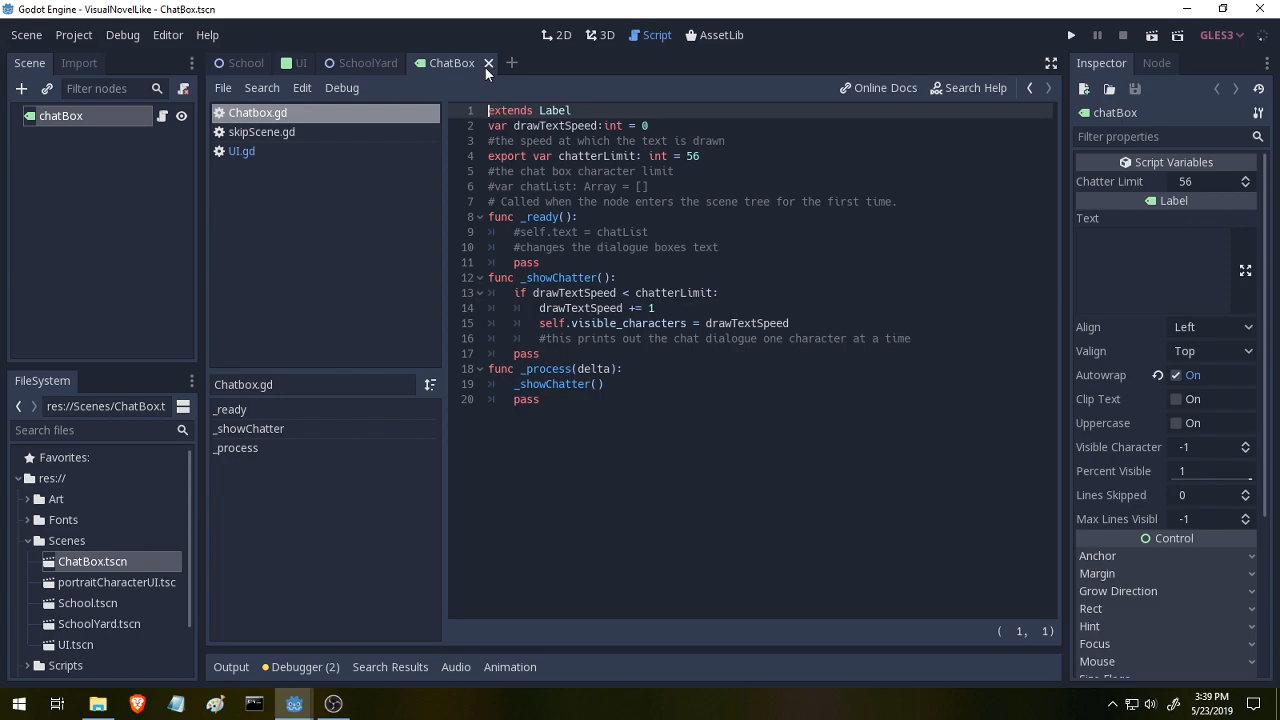 Godot Engine - VisualNovelLike - ChatBox.tscn
Scene Project Debug Editor Help
2D 3D Script AssetLib
GLES3
Scene Import
School UI SchoolYard ChatBox
Inspector Node
Filter nodes
File Search Edit Debug
Online Docs Search Help
chatBox
Chatbox.gd
skipScene.gd
UI.gd
1 extends Label
2 var drawTextSpeed:int = 0
3 #the speed at which the text is drawn
4 export var chatterLimit: int = 56
5 #the chat box character limit
6 #var chatList: Array = []
7 # Called when the node enters the scene tree for the first time.
8 func _ready():
9 #self.text = chatList
10 #changes the dialogue boxes text
11 pass
12 func _showChatter():
13 if drawTextSpeed < chatterLimit:
14 drawTextSpeed += 1
15 self.visible_characters = drawTextSpeed
16 #this prints out the chat dialogue one character at a time
17 pass
18 func _process(delta):
19 _showChatter()
20 pass
( 1, 1)
Chatbox.gd
_ready
_showChatter
_process
FileSystem
res://Scenes/ChatBox.t
Search files
Favorites:
res://
Art
Fonts
Scenes
ChatBox.tscn
portraitCharacterUI.tsc
School.tscn
SchoolYard.tscn
UI.tscn
Scripts
Output Debugger (2) Search Results Audio Animation
chatBox
Filter properties
Script Variables
Chatter Limit 56
Label
Text
Align Left
Valign Top
Autowrap On
Clip Text On
Uppercase On
Visible Character -1
Percent Visible 1
Lines Skipped 0
Max Lines Visibl -1
Control
Anchor
Margin
Grow Direction
Rect
Hint
Focus
Mouse
Size Flags
3:39 PM
5/23/2019